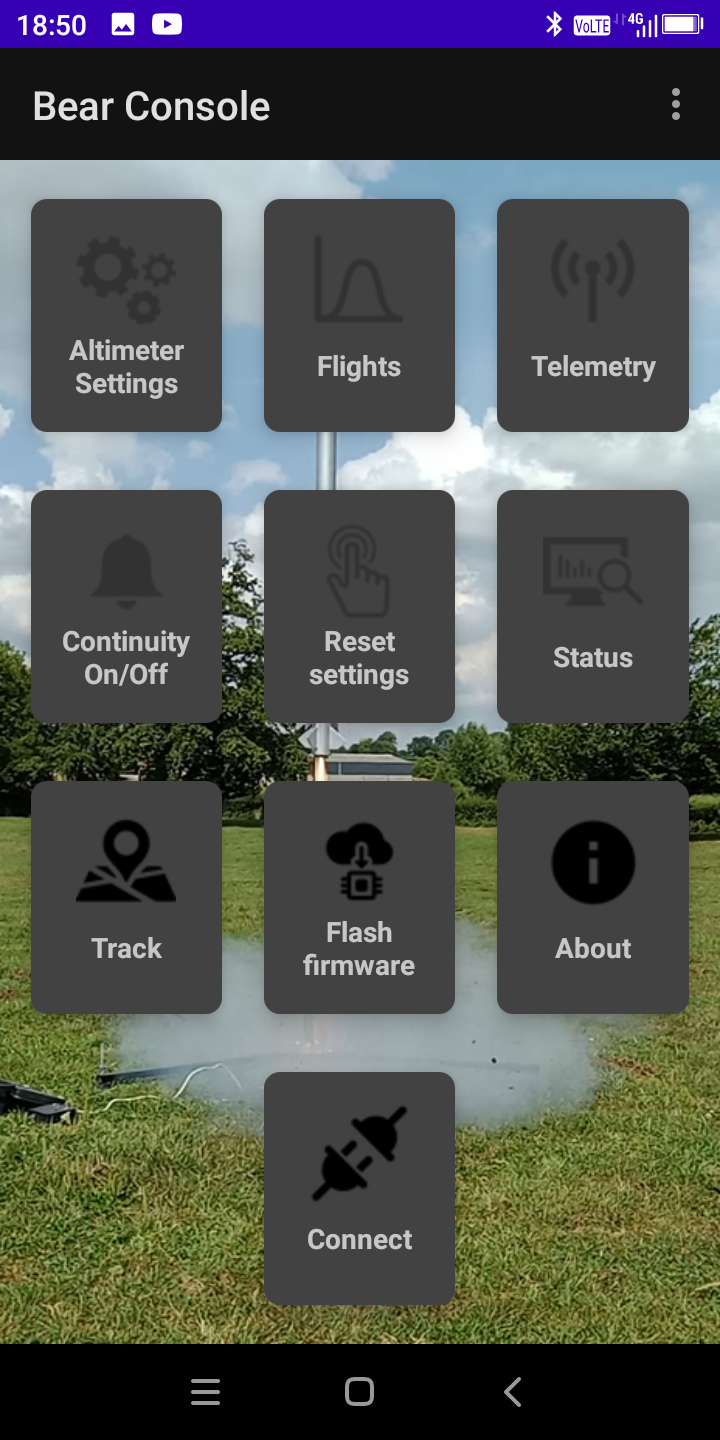 18:50
VoLTE
4G
Bear Console
Altimeter
Settings
Flights
Telemetry
Continuity
On/Off
Reset
settings
Status
Track
Flash
firmware
About
Connect